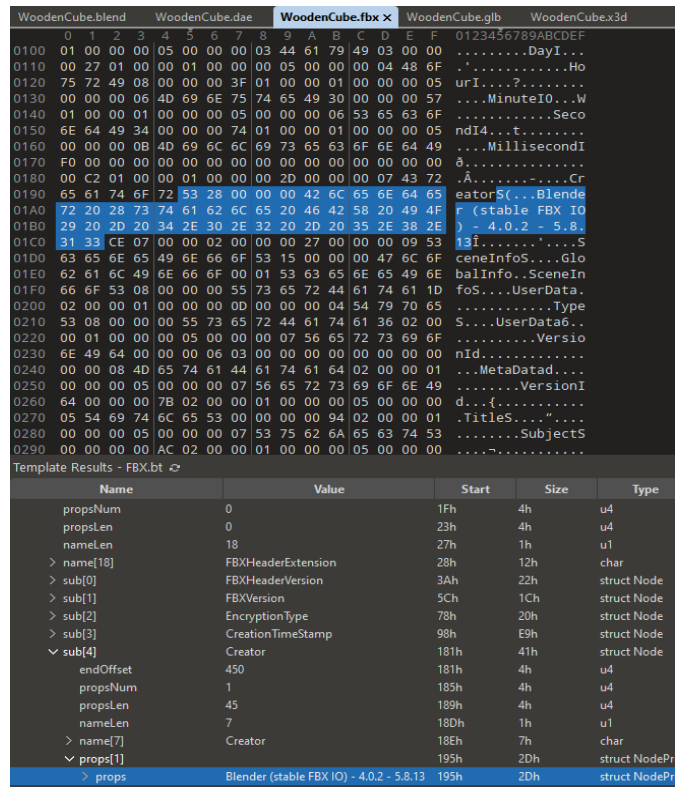 WoodenCube.blend WoodenCube.dae WoodenCube.fbx × WoodenCube.glb WoodenCube.x3d
0 1 2 3 4 5 6 7 8 9 A B C D E F 0123456789ABCDEF
0100 01 00 00 00 05 00 00 00 03 44 61 79 49 03 00 00 .........DayI...
0110 00 27 01 00 00 01 00 00 00 05 00 00 00 04 48 6F .'............Ho
0120 75 72 49 08 00 00 00 3F 01 00 00 01 00 00 00 05 urI....?........
0130 00 00 00 06 4D 69 6E 75 74 65 49 30 00 00 00 57 ....MinuteI0...W
0140 01 00 00 01 00 00 00 05 00 00 00 06 53 65 63 6F ............Seco
0150 6E 64 49 34 00 00 00 74 01 00 00 01 00 00 00 05 ndI4...t........
0160 00 00 00 0B 4D 69 6C 6C 69 73 65 63 6F 6E 64 49 ....MillisecondI
0170 F0 00 00 00 00 00 00 00 00 00 00 00 00 00 00 00 ð...............
0180 00 C2 01 00 00 01 00 00 00 2D 00 00 00 07 43 72 .Â.......-....Cr
0190 65 61 74 6F 72 53 28 00 00 00 42 6C 65 6E 64 65 eatorS(...Blende
01A0 72 20 28 73 74 61 62 6C 65 20 46 42 58 20 49 4F r (stable FBX IO
01B0 29 20 2D 20 34 2E 30 2E 32 20 2D 20 35 2E 38 2E ) - 4.0.2 - 5.8.
01C0 31 33 CE 07 00 00 02 00 00 00 27 00 00 00 09 53 13Î.......'....S
01D0 63 65 6E 65 49 6E 66 6F 53 15 00 00 00 47 6C 6F ceneInfoS....Glo
01E0 62 61 6C 49 6E 66 6F 00 01 53 63 65 6E 65 49 6E balInfo..SceneIn
01F0 66 6F 53 08 00 00 00 55 73 65 72 44 61 74 61 1D foS....UserData.
0200 02 00 00 01 00 00 00 0D 00 00 00 04 54 79 70 65 ............Type
0210 53 08 00 00 00 55 73 65 72 44 61 74 61 36 02 00 S....UserData6..
0220 00 01 00 00 00 05 00 00 00 07 56 65 72 73 69 6F ..........Versio
0230 6E 49 64 00 00 00 06 03 00 00 00 00 00 00 00 00 nId.............
0240 00 00 08 4D 65 74 61 44 61 74 61 64 02 00 00 01 ...MetaDatad....
0250 00 00 00 05 00 00 00 07 56 65 72 73 69 6F 6E 49 ........VersionI
0260 64 00 00 00 7B 02 00 00 01 00 00 00 05 00 00 00 d...{...........
0270 05 54 69 74 6C 65 53 00 00 00 00 94 02 00 00 01 .TitleS....”....
0280 00 00 00 05 00 00 00 07 53 75 62 6A 65 63 74 53 ........SubjectS
0290 00 00 00 00 AC 02 00 00 01 00 00 00 05 00 00 00 ....¬...........
Template Results - FBX.bt
Name Value Start Size Type
propsNum 0 1Fh 4h u4
propsLen 0 23h 4h u4
nameLen 18 27h 1h u1
name[18] FBXHeaderExtension 28h 12h char
sub[0] FBXHeaderVersion 3Ah 22h struct Node
sub[1] FBXVersion 5Ch 1Ch struct Node
sub[2] EncryptionType 78h 20h struct Node
sub[3] CreationTimeStamp 98h E9h struct Node
sub[4] Creator 181h 41h struct Node
endOffset 450 181h 4h u4
propsNum 1 185h 4h u4
propsLen 45 189h 4h u4
nameLen 7 18Dh 1h u1
name[7] Creator 18Eh 7h char
props[1] 195h 2Dh struct NodePr
props Blender (stable FBX IO) - 4.0.2 - 5.8.13 195h 2Dh struct NodePr